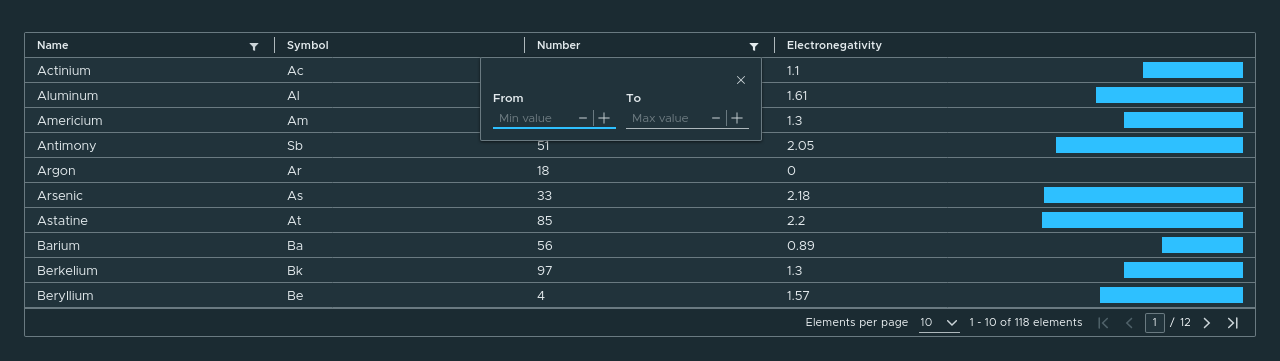 Name Symbol Number Electronegativity
Actinium Ac 1.1
Aluminum Al 1.61
From To
Americium Am Min value Max value 1.3
Antimony Sb 51 2.05
Argon Ar 18 0
Arsenic As 33 2.18
Astatine At 85 2.2
Barium Ba 56 0.89
Berkelium Bk 97 1.3
Beryllium Be 4 1.57
Elements per page 10 1 - 10 of 118 elements 1 / 12